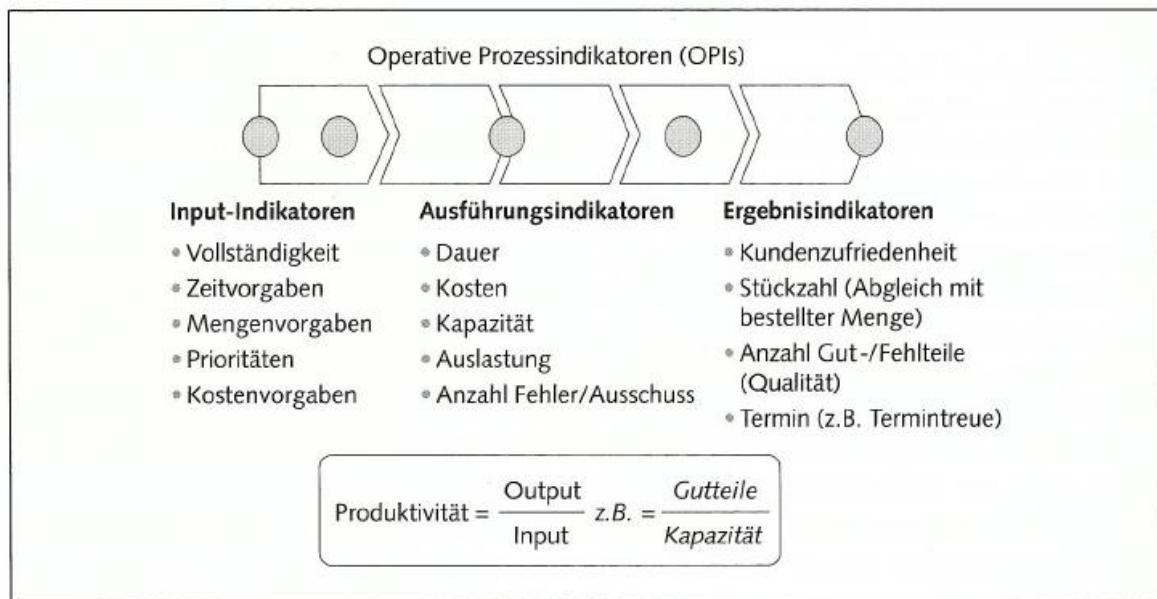 Operative Prozessindikatoren (OPIs)
Input-Indikatoren
• Vollständigkeit
• Zeitvorgaben
• Mengenvorgaben
• Prioritäten
• Kostenvorgaben
Ausführungsindikatoren
• Dauer
• Kosten
• Kapazität
• Auslastung
• Anzahl Fehler/Ausschuss
Ergebnisindikatoren
• Kundenzufriedenheit
• Stückzahl (Abgleich mit
bestellter Menge)
• Anzahl Gut-/Fehlteile
(Qualität)
• Termin (z.B. Termintreue)
Produktivität = Output / Input z.B. = Gutteile / Kapazität